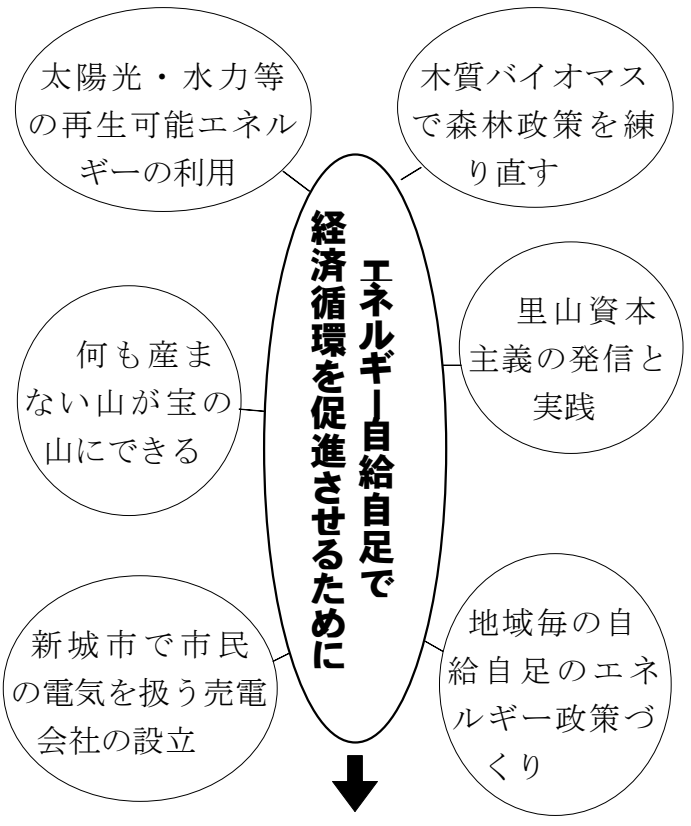 太陽光・水力等
の再生可能エネル
ギーの利用
木質バイオマス
で森林政策を練
り直す
エネルギー自給自足で
経済循環を促進させるために
何も産ま
ない山が宝の
山にできる
里山資本
主義の発信と
実践
新城市で市民
の電気を扱う売電
会社の設立
地域毎の自
給自足のエネ
ルギー政策づ
くり